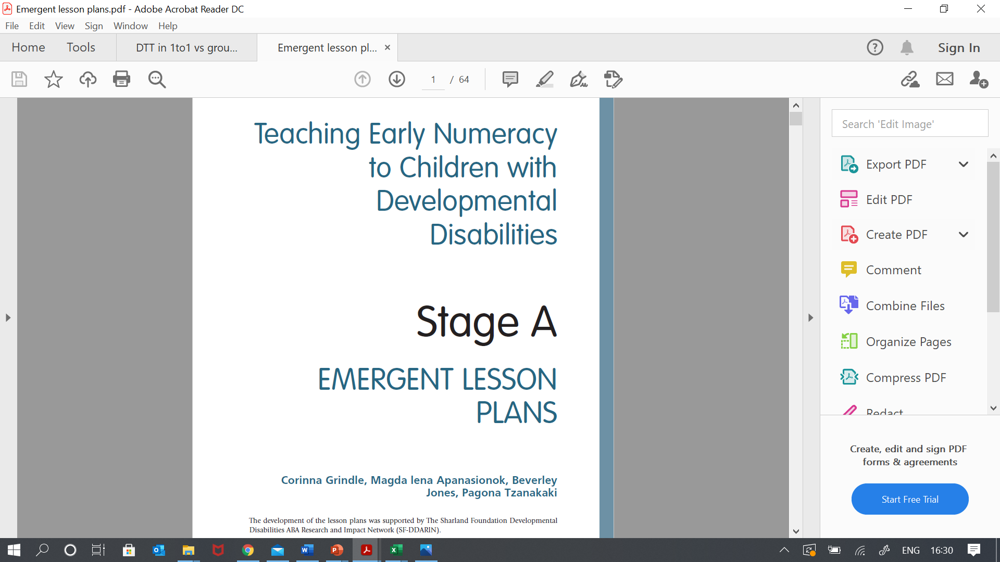 Emergent lesson plans.pdf - Adobe Acrobat Reader DC
File Edit View Sign Window Help
Home Tools DTT in 1to1 vs grou... Emergent lesson pl... × Sign In
1 / 64
Teaching Early Numeracy
to Children with
Developmental
Disabilities
Stage A
EMERGENT LESSON
PLANS
Corinna Grindle, Magda lena Apanasionok, Beverley
Jones, Pagona Tzanakaki
The development of the lesson plans was supported by The Sharland Foundation Developmental
Disabilities ABA Research and Impact Network (SF-DDARIN).
Search 'Edit Image'
Export PDF
Edit PDF
Create PDF
Comment
Combine Files
Organize Pages
Compress PDF
Redact
Create, edit and sign PDF
forms & agreements
Start Free Trial
ENG 16:30